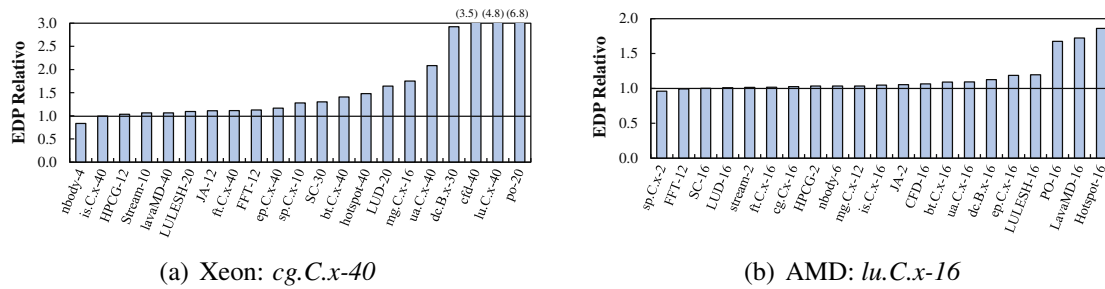 (3.5) (4.8) (6.8)
3.0
2.5
2.0
1.5
1.0
0.5
0.0
EDP Relativo
nbody-4
is.C.x-40
HPCG-12
Stream-10
lavaMD-40
LULESH-20
JA-12
ft.C.x-40
FFT-12
ep.C.x-40
sp.C.x-10
SC-30
bt.C.x-40
hotspot-40
LUD-20
mg.C.x-16
ua.C.x-40
dc.B.x-30
cfd-40
lu.C.x-40
po-20
(a) Xeon: cg.C.x-40
2.0
1.5
1.0
0.5
0.0
EDP Relativo
sp.C.x-2
FFT-12
SC-16
LUD-16
stream-2
ft.C.x-16
cg.C.x-16
HPCG-2
nbody-6
mg.C.x-12
is.C.x-16
JA-2
CFD-16
bt.C.x-16
ua.C.x-16
dc.B.x-16
ep.C.x-16
LULESH-16
PO-16
LavaMD-16
Hotspot-16
(b) AMD: lu.C.x-16